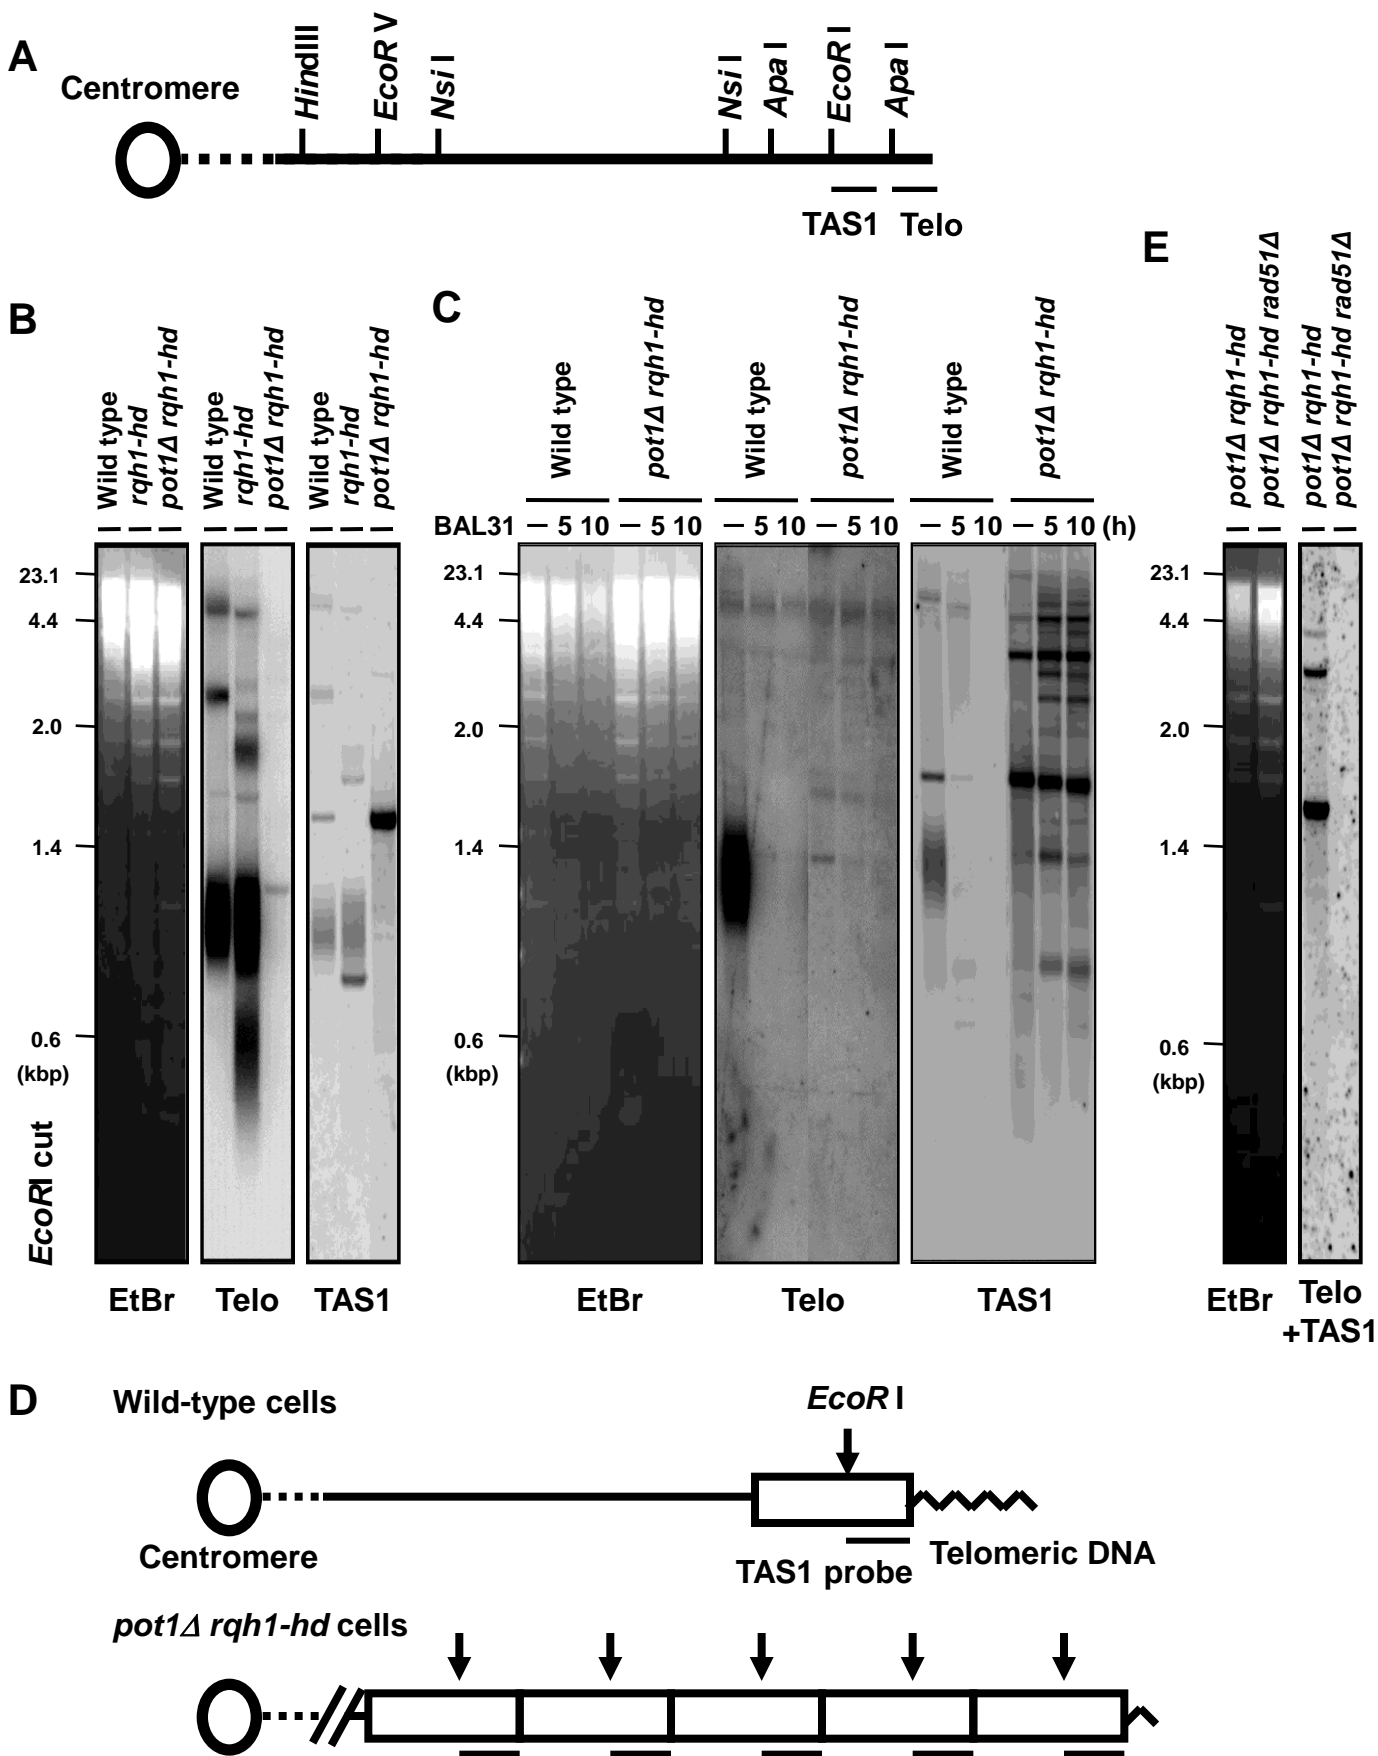 A
Centromere
HindIII
EcoR V
Nsi I
Nsi I
Apa I
EcoR I
Apa I
TAS1
Telo
B
Wild type
rqh1-hd
pot1Δ rqh1-hd
Wild type
rqh1-hd
pot1Δ rqh1-hd
Wild type
rqh1-hd
pot1Δ rqh1-hd
23.1
4.4
2.0
1.4
0.6
(kbp)
EcoRI cut
EtBr
Telo
TAS1
C
Wild type
pot1Δ rqh1-hd
Wild type
pot1Δ rqh1-hd
Wild type
pot1Δ rqh1-hd
BAL31 — 5 10 — 5 10 — 5 10 — 5 10 — 5 10 — 5 10 (h)
23.1
4.4
2.0
1.4
0.6
(kbp)
EtBr
Telo
TAS1
E
pot1Δ rqh1-hd
pot1Δ rqh1-hd rad51Δ
pot1Δ rqh1-hd
pot1Δ rqh1-hd rad51Δ
23.1
4.4
2.0
1.4
0.6
(kbp)
EtBr
Telo
+TAS1
D
Wild-type cells
EcoR I
Centromere
TAS1 probe
Telomeric DNA
pot1Δ rqh1-hd cells